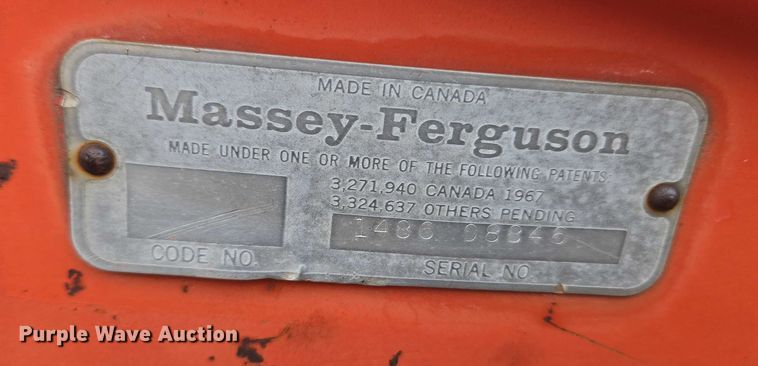 MADE IN CANADA
Massey-Ferguson
MADE UNDER ONE OR MORE OF THE FOLLOWING PATENTS:
3,271,940 CANADA 1967
3,324,637 OTHERS PENDING
1486 08346
CODE NO.
SERIAL NO.
Purple Wave Auction